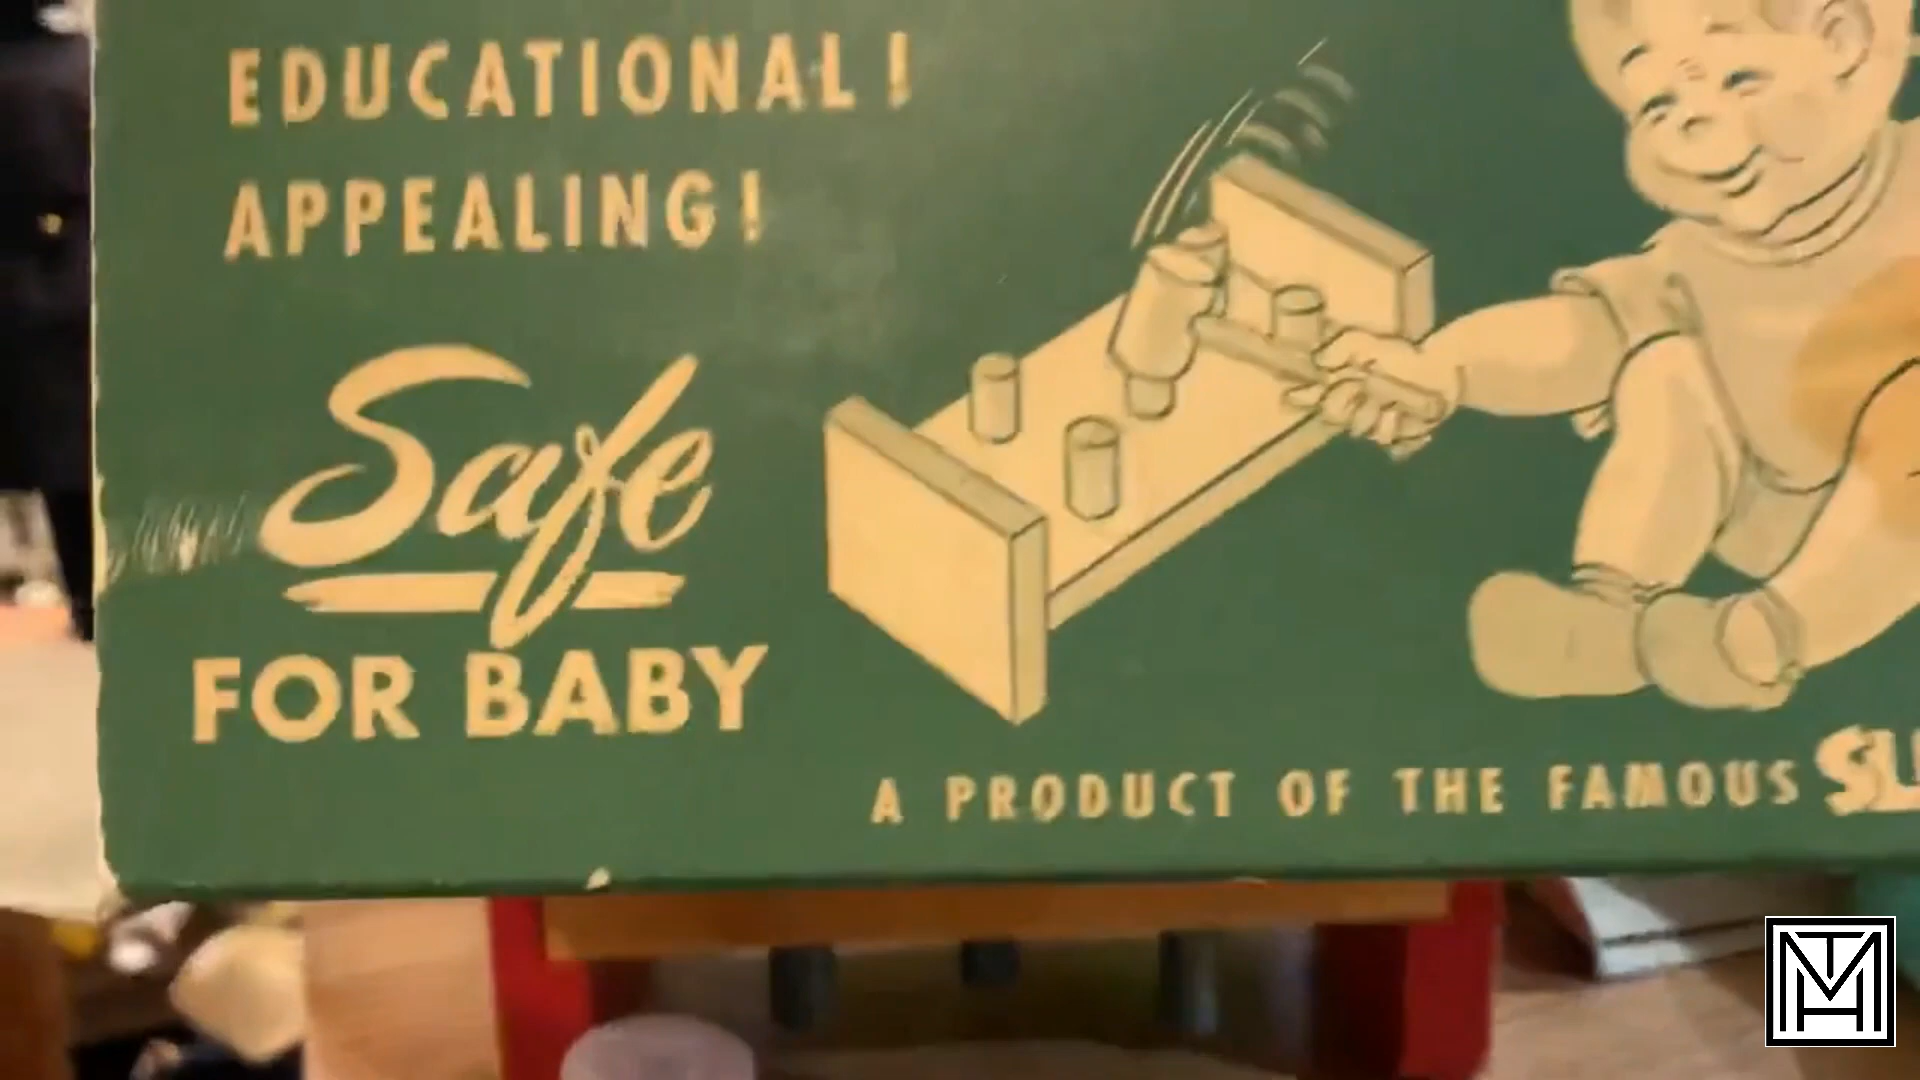 EDUCATIONAL!
APPEALING!
Safe
FOR BABY
A PRODUCT OF THE FAMOUS